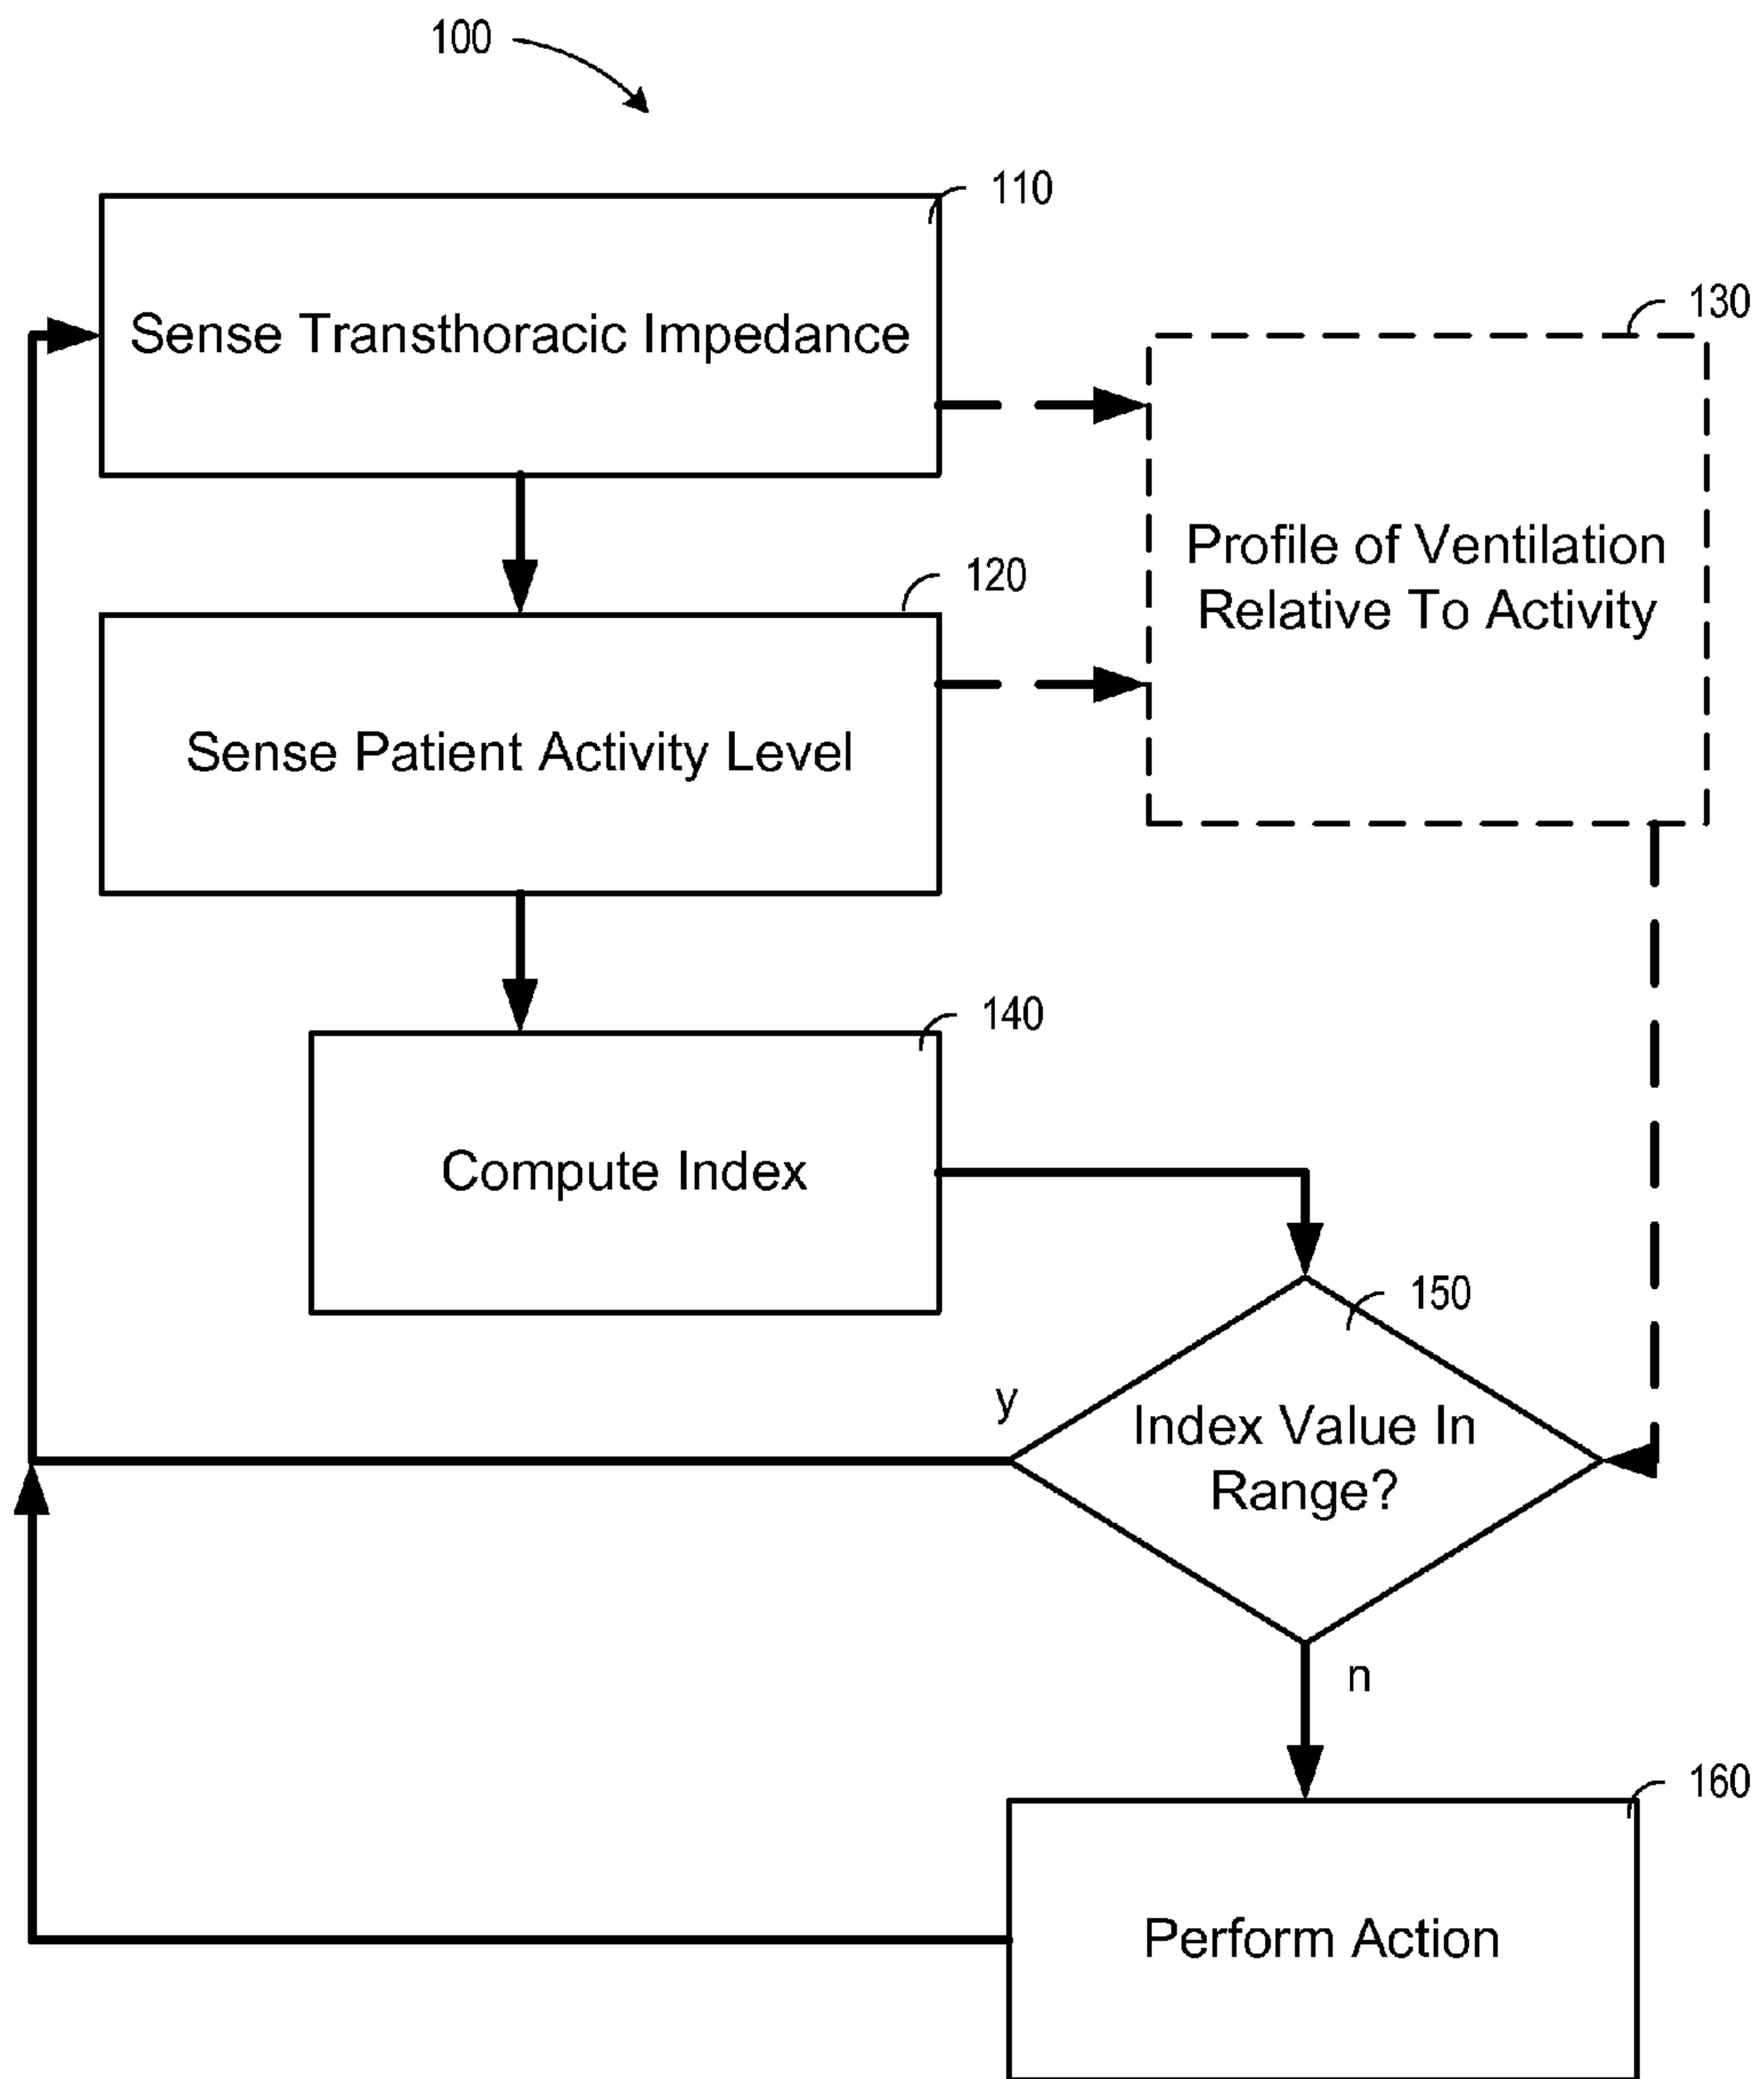 100
110
Sense Transthoracic Impedance
130
Profile of Ventilation
Relative To Activity
120
Sense Patient Activity Level
140
Compute Index
150
y
Index Value In
Range?
n
160
Perform Action